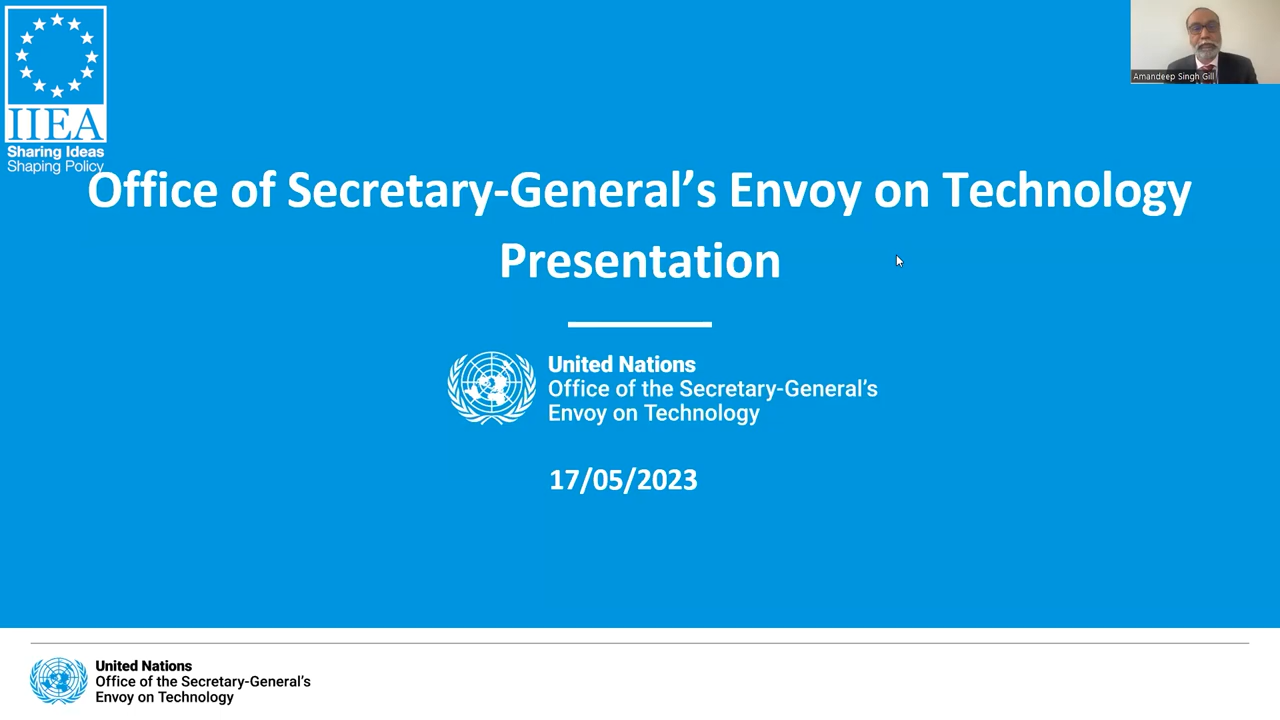 IIEA
Sharing Ideas
Shaping Policy
Amandeep Singh Gill
Office of Secretary-General’s Envoy on Technology
Presentation
United Nations
Office of the Secretary-General’s
Envoy on Technology
17/05/2023
United Nations
Office of the Secretary-General’s
Envoy on Technology